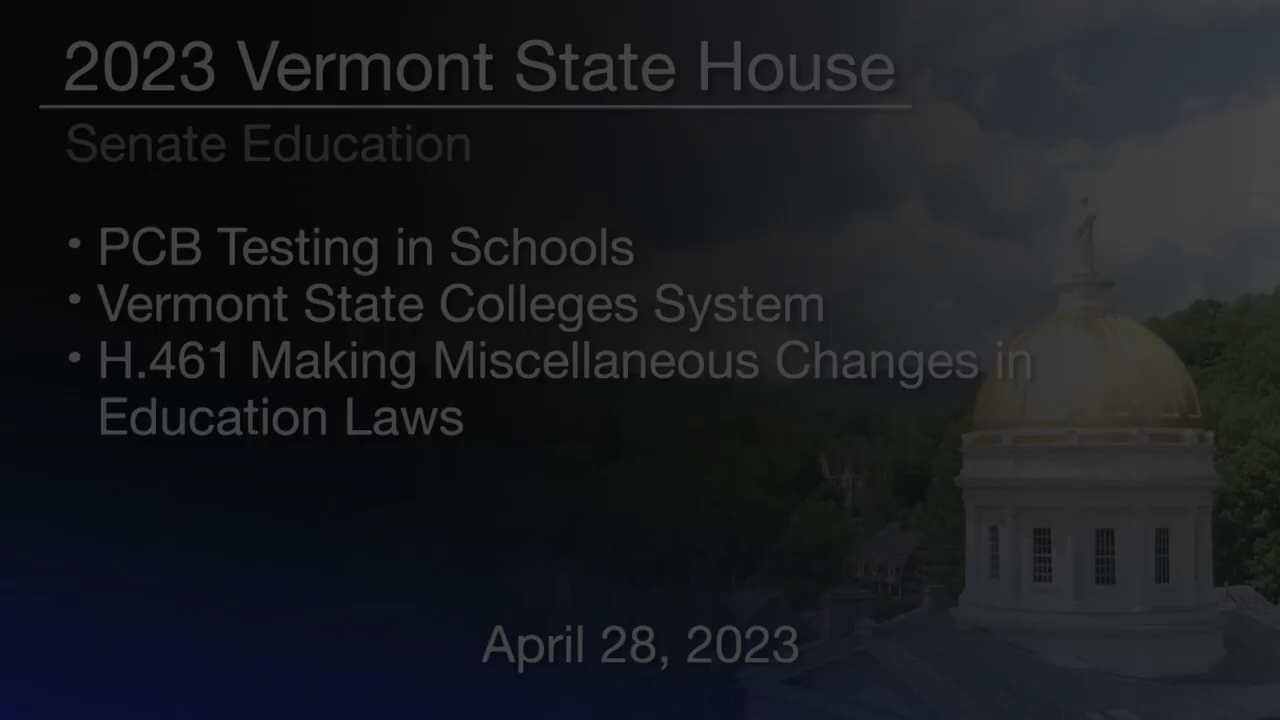 2023 Vermont State House
Senate Education
• PCB Testing in Schools
• Vermont State Colleges System
• H.461 Making Miscellaneous Changes in
Education Laws
April 28, 2023